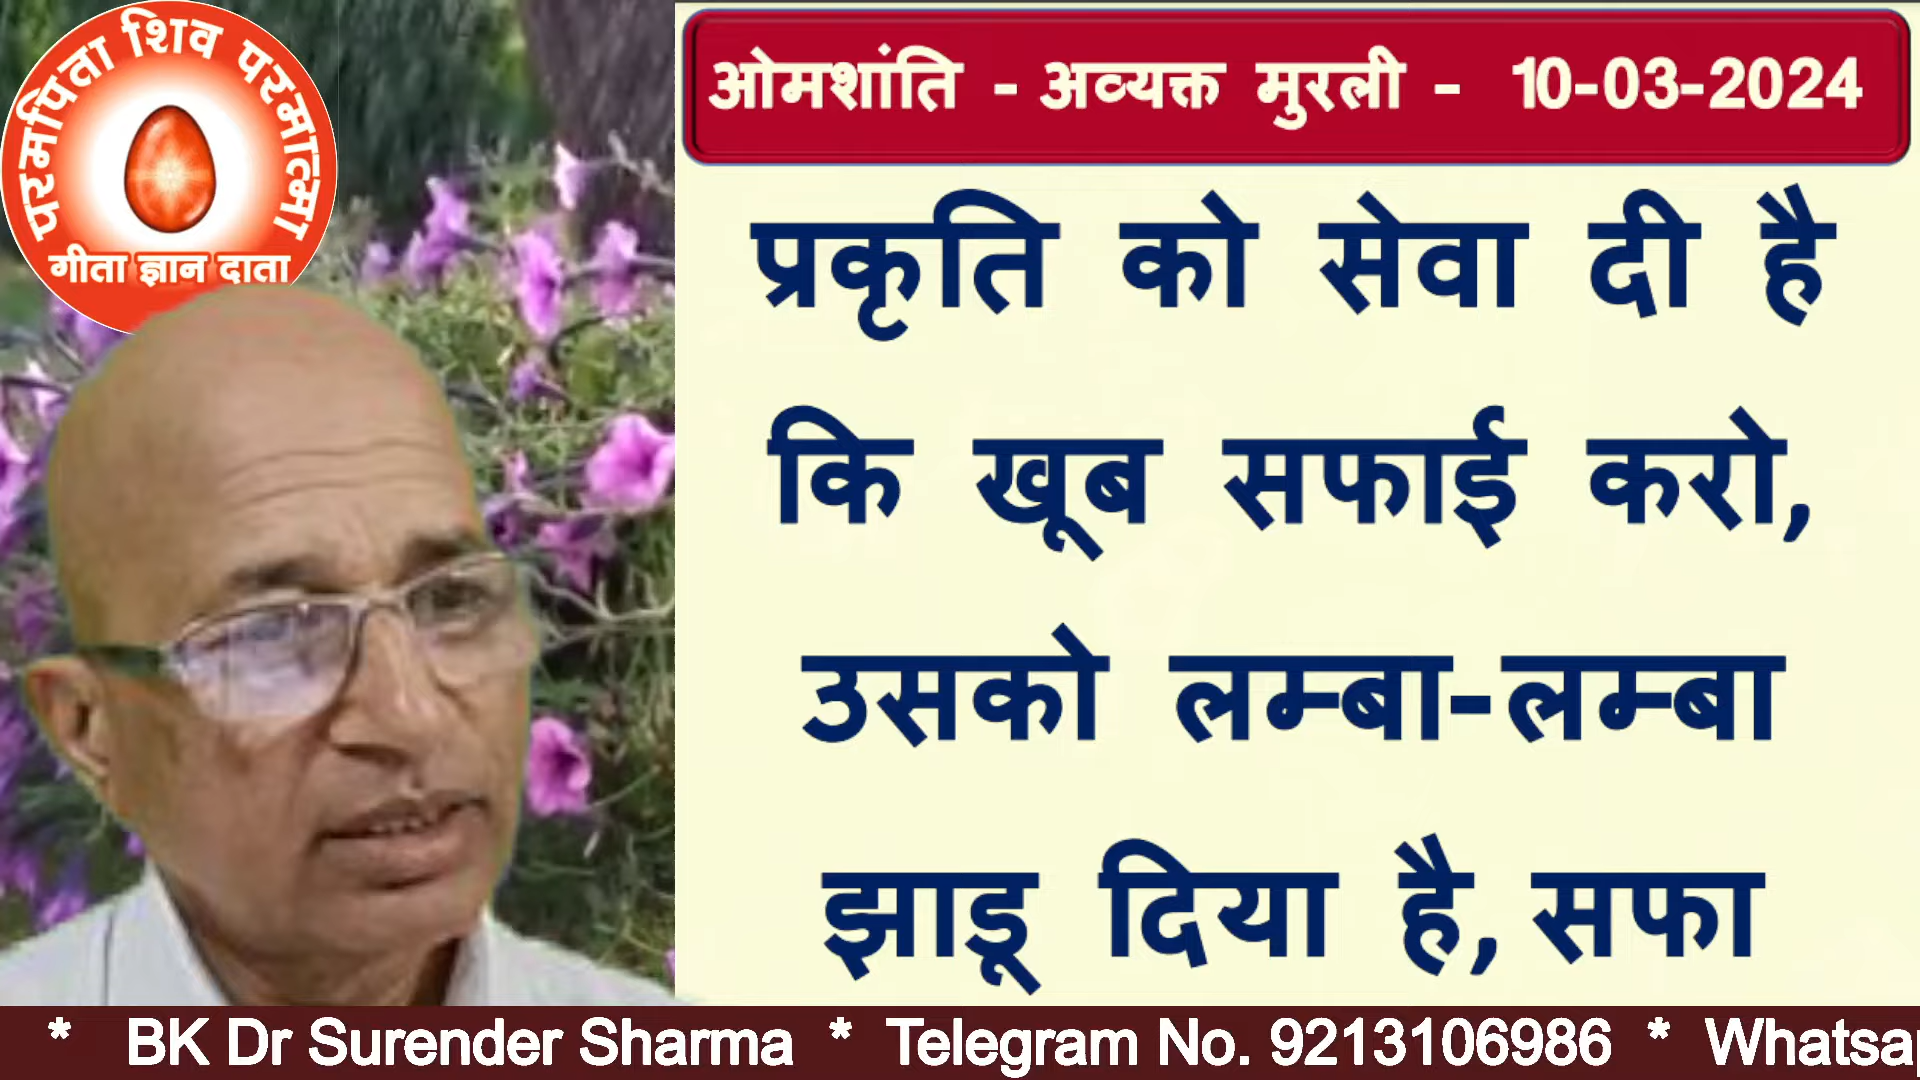 परमपिता शिव परमात्मा
गीता ज्ञान दाता
ओमशांति - अव्यक्त मुरली - 10-03-2024
प्रकृति को सेवा दी है
कि खूब सफाई करो,
उसको लम्बा-लम्बा
झाडू दिया है, सफा
* BK Dr Surender Sharma * Telegram No. 9213106986 * Whatsap